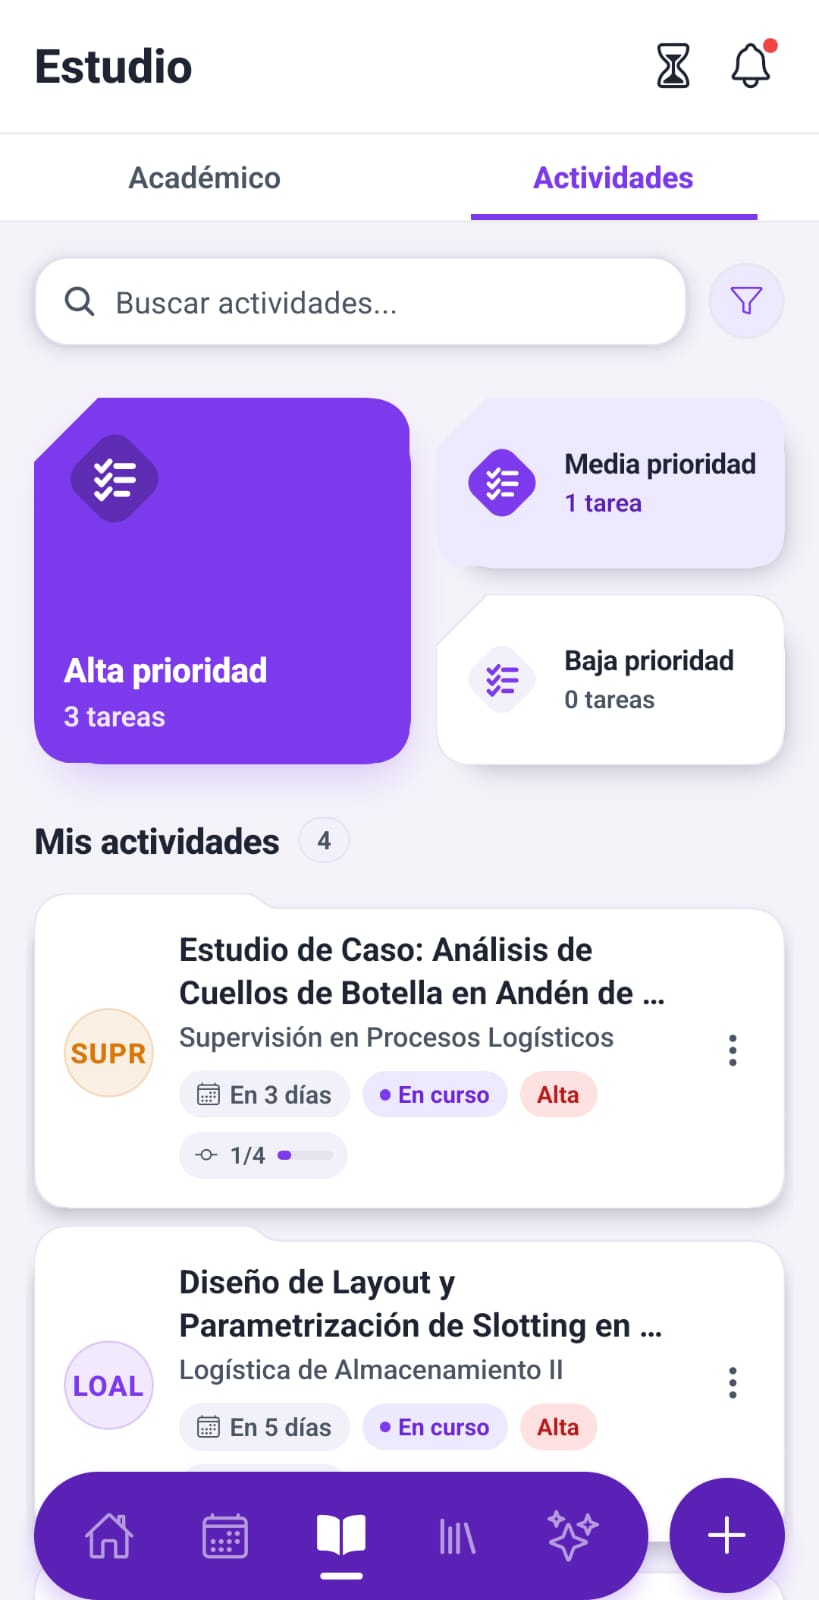 Estudio
Académico
Actividades
Buscar actividades...
Alta prioridad
3 tareas
Media prioridad
1 tarea
Baja prioridad
0 tareas
Mis actividades
4
SUPR
Estudio de Caso: Análisis de
Cuellos de Botella en Andén de ...
Supervisión en Procesos Logísticos
En 3 días
En curso
Alta
1/4
LOAL
Diseño de Layout y
Parametrización de Slotting en ...
Logística de Almacenamiento II
En 5 días
En curso
Alta